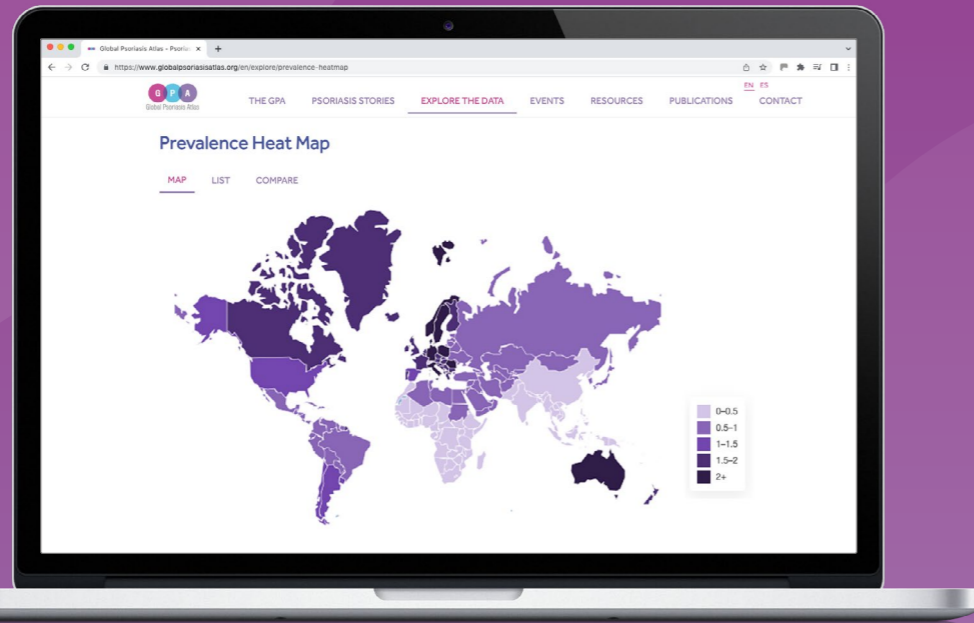 Global Psoriasis Atlas - Psoria
https://www.globalpsoriasisatlas.org/en/explore/prevalence-heatmap
EN ES
G P A
Global Psoriasis Atlas
THE GPA PSORIASIS STORIES EXPLORE THE DATA EVENTS RESOURCES PUBLICATIONS CONTACT
Prevalence Heat Map
MAP LIST COMPARE
0–0.5
0.5–1
1–1.5
1.5–2
2+